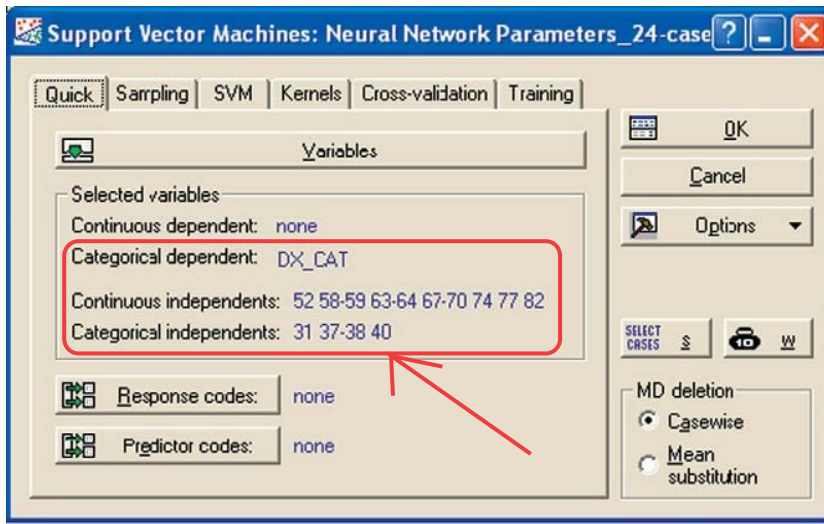 Support Vector Machines: Neural Network Parameters_24-case
Quick Sampling SVM Kernels Cross-validation Training
Variables
Selected variables
Continuous dependent: none
Categorical dependent: DX_CAT
Continuous independents: 52 58-59 63-64 67-70 74 77 82
Categorical independents: 31 37-38 40
Response codes: none
Predictor codes: none
OK
Cancel
Options
SELECT CASES S W
MD deletion
Casewise
Mean
substitution